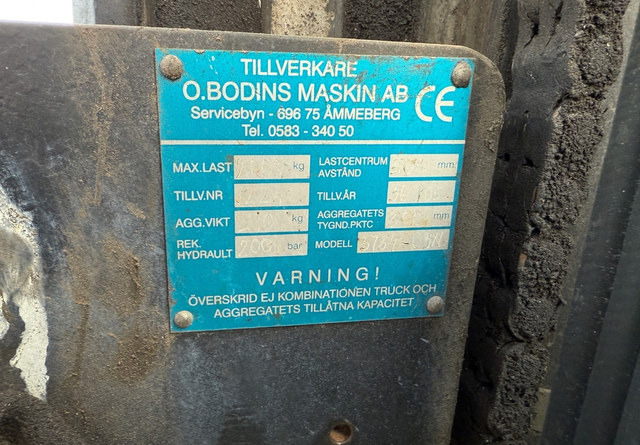 TILLVERKARE
O.BODINS MASKIN AB CE
Servicebyn - 696 75 ÅMMEBERG
Tel. 0583 - 340 50
MAX.LAST kg LASTCENTRUM AVSTÅND mm
TILLV.NR TILLV.ÅR
AGG.VIKT kg AGGREGATETS TYGND.PKTC mm
REK. HYDRAULT bar MODELL
VARNING!
ÖVERSKRID EJ KOMBINATIONEN TRUCK OCH
AGGREGATETS TILLÅTNA KAPACITET